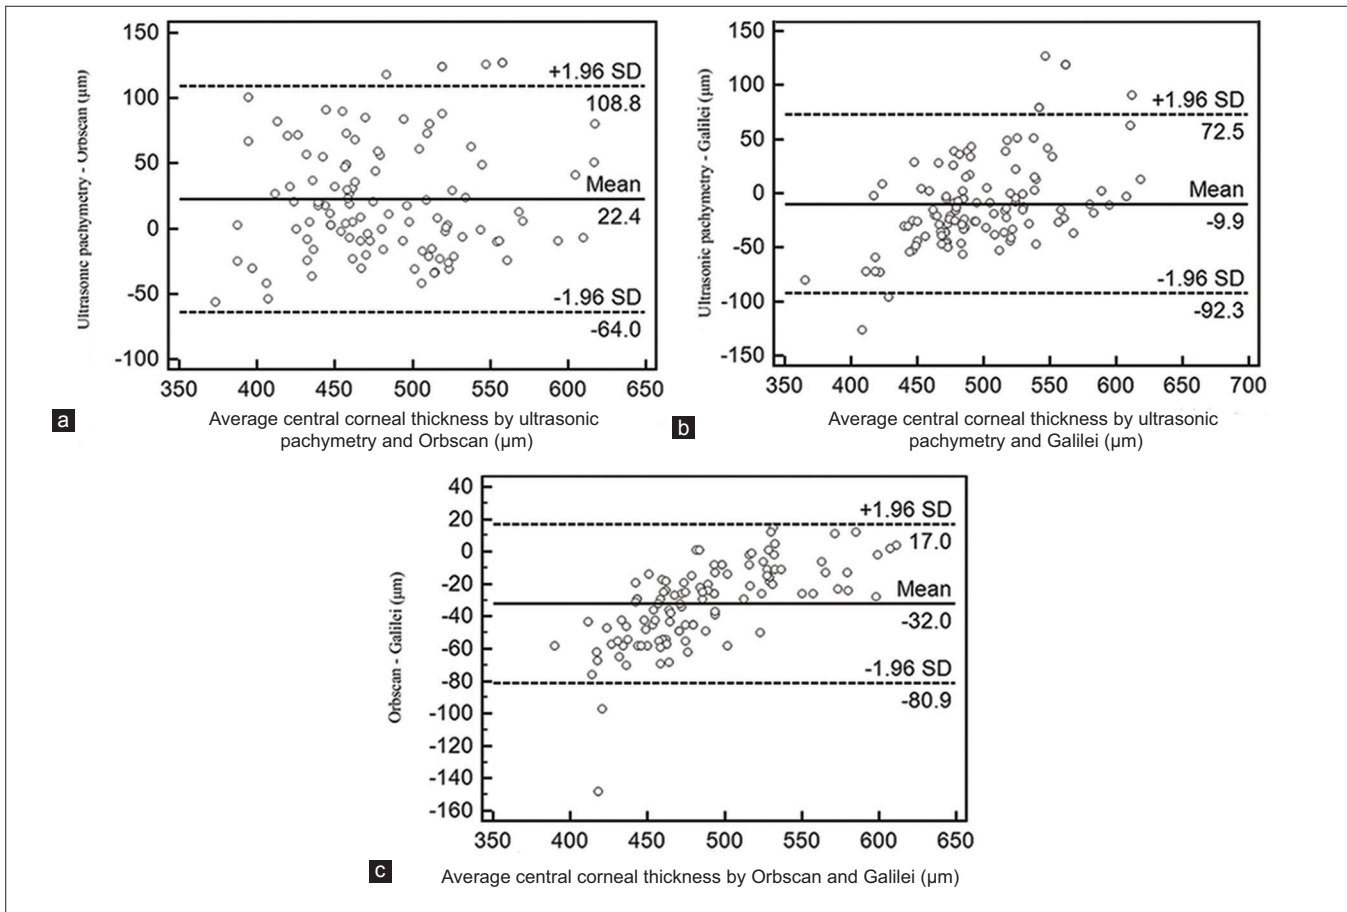 150
100
50
0
-50
-100
Ultrasonic pachymetry - Orbscan (µm)
+1.96 SD
108.8
Mean
22.4
-1.96 SD
-64.0
350 400 450 500 550 600 650
a
Average central corneal thickness by ultrasonic
pachymetry and Orbscan (µm)
150
100
50
0
-50
-100
-150
Ultrasonic pachymetry - Galilei (µm)
+1.96 SD
72.5
Mean
-9.9
-1.96 SD
-92.3
350 400 450 500 550 600 650 700
b
Average central corneal thickness by ultrasonic
pachymetry and Galilei (µm)
40
20
0
-20
-40
-60
-80
-100
-120
-140
-160
Orbscan - Galilei (µm)
+1.96 SD
17.0
Mean
-32.0
-1.96 SD
-80.9
350 400 450 500 550 600 650
c
Average central corneal thickness by Orbscan and Galilei (µm)